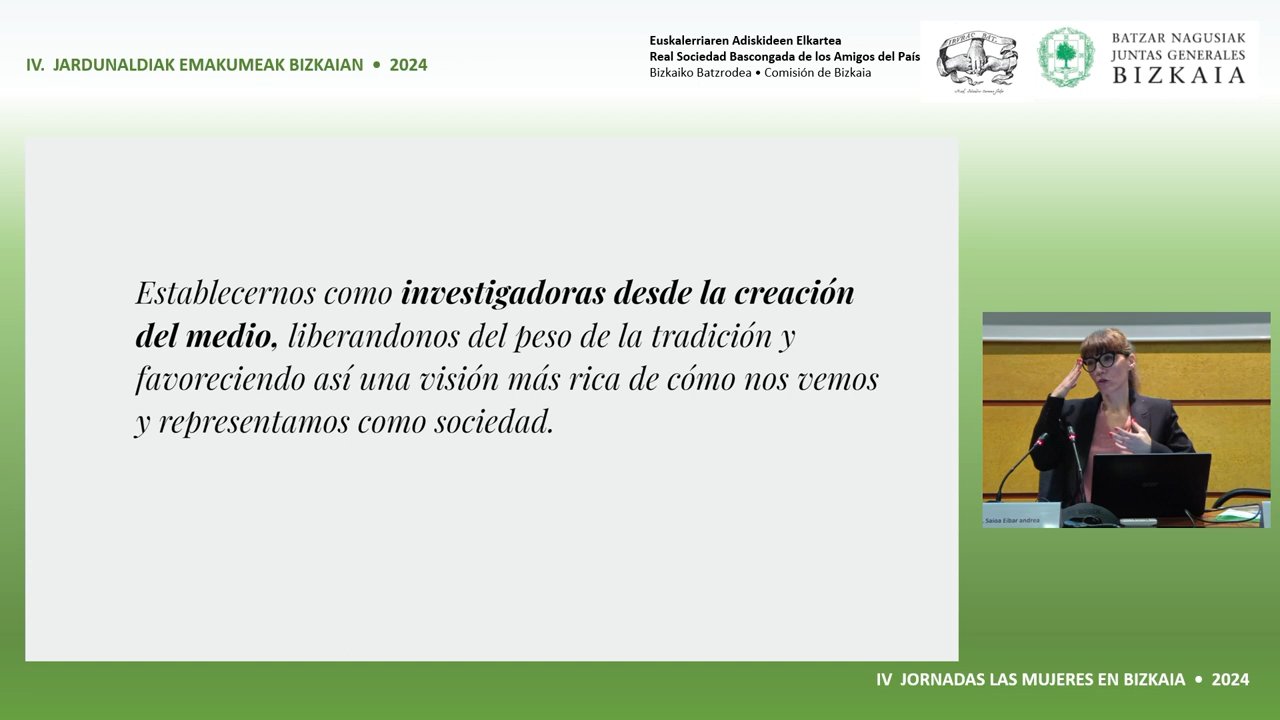 IV. JARDUNALDIAK EMAKUMEAK BIZKAIAN • 2024
Euskalerriaren Adiskideen Elkartea
Real Sociedad Bascongada de los Amigos del País
Bizkaiko Batzrodea • Comisión de Bizkaia
BATZAR NAGUSIAK
JUNTAS GENERALES
BIZKAIA
Establecernos como investigadoras desde la creación
del medio, liberandonos del peso de la tradición y
favoreciendo así una visión más rica de cómo nos vemos
y representamos como sociedad.
Saioa Eibar andrea
IV JORNADAS LAS MUJERES EN BIZKAIA • 2024